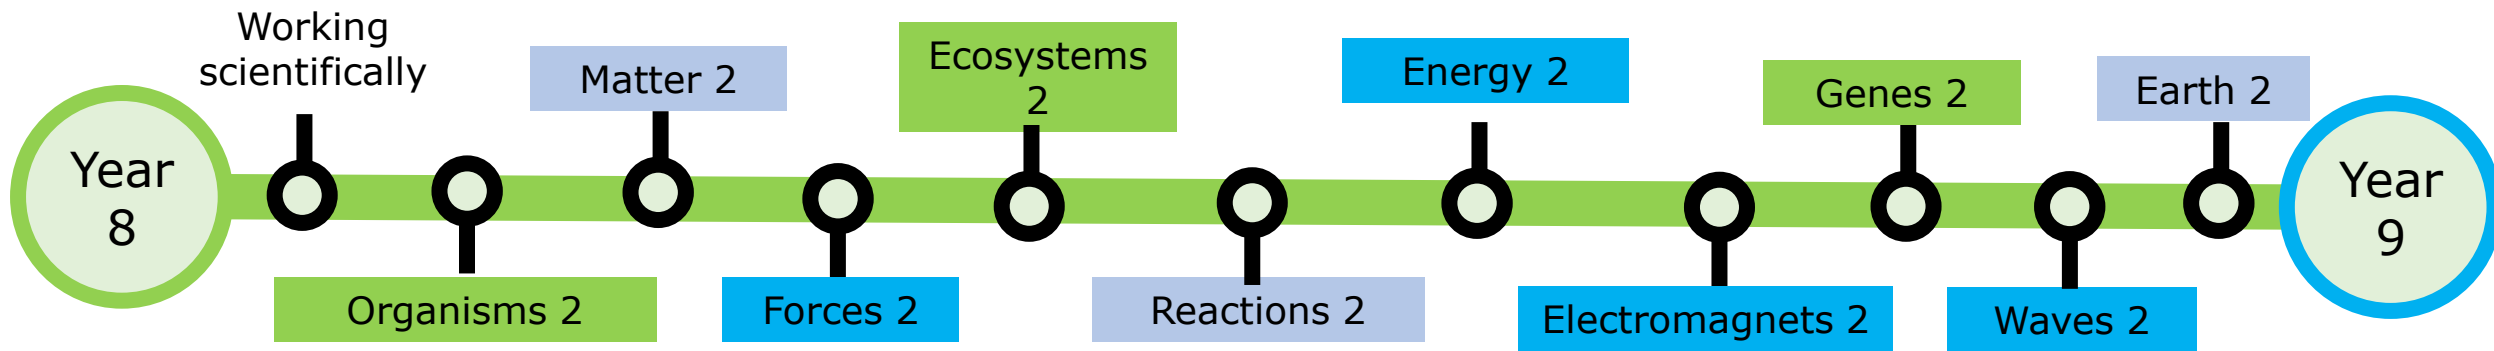 Year
8
Working
scientifically
Organisms 2
Matter 2
Forces 2
Ecosystems
2
Reactions 2
Energy 2
Electromagnets 2
Genes 2
Waves 2
Earth 2
Year
9